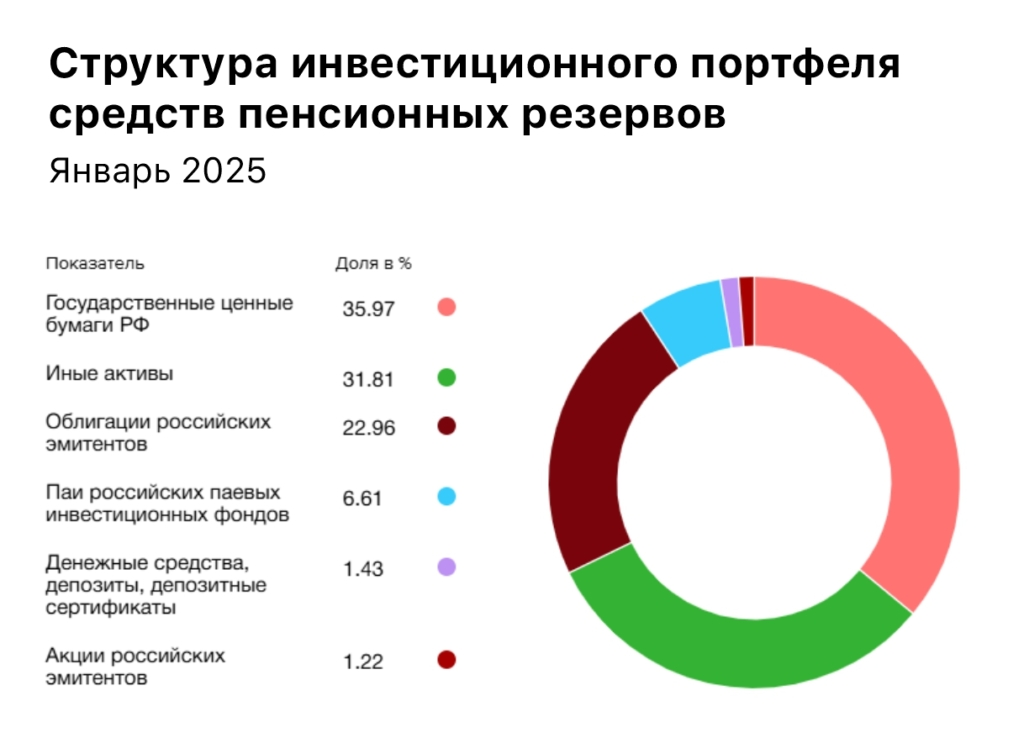 Структура инвестиционного портфеля
средств пенсионных резервов
Январь 2025
Показатель Доля в %
Государственные ценные
бумаги РФ
35.97
Иные активы 31.81
Облигации российских
эмитентов
22.96
Паи российских паевых
инвестиционных фондов
6.61
Денежные средства,
депозиты, депозитные
сертификаты
1.43
Акции российских
эмитентов
1.22